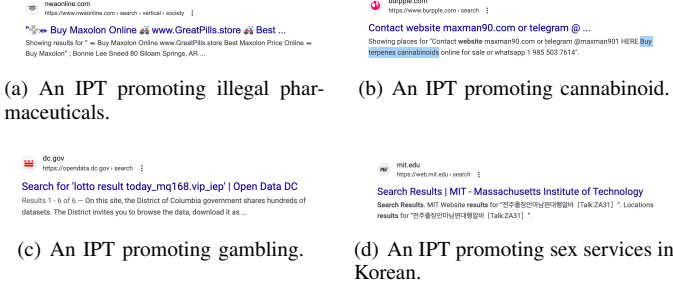 nwaonline.com
https://www.nwaonline.com › search › vertical › society
"🗞️➠ Buy Maxolon Online 🚑 www.GreatPills.store 🚑 Best ...
Showing results for " ➠ Buy Maxolon Online www.GreatPills.store Best Maxolon Price Online ➠
Buy Maxolon" ; Bonnie Lee Sneed 80 Siloam Springs, AR ...
(a) An IPT promoting illegal phar-
maceuticals.
burpple.com
https://www.burpple.com › search
Contact website maxman90.com or telegram @ ...
Showing places for "Contact website maxman90.com or telegram @maxman901 HERE Buy
terpenes cannabinoids online for sale or whatsapp 1 985 503 7614".
(b) An IPT promoting cannabinoid.
dc.gov
https://opendata.dc.gov › search
Search for 'lotto result today_mq168.vip_iep' | Open Data DC
Results 1 - 6 of 6 — On this site, the District of Columbia government shares hundreds of
datasets. The District invites you to browse the data, download it as ...
(c) An IPT promoting gambling.
mit.edu
https://web.mit.edu › search
Search Results | MIT - Massachusetts Institute of Technology
Search Results. MIT Website results for "전주출장안마남편대행알바【Talk:ZA31】". Locations
results for "전주출장안마남편대행알바【Talk:ZA31】".
(d) An IPT promoting sex services in
Korean.